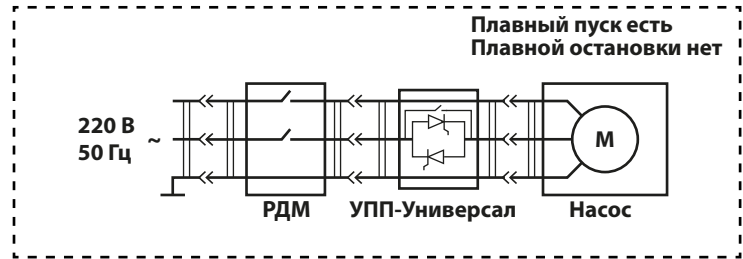 Плавный пуск есть
Плавной остановки нет
220 В
50 Гц
~
М
РДМ
УПП-Универсал
Насос